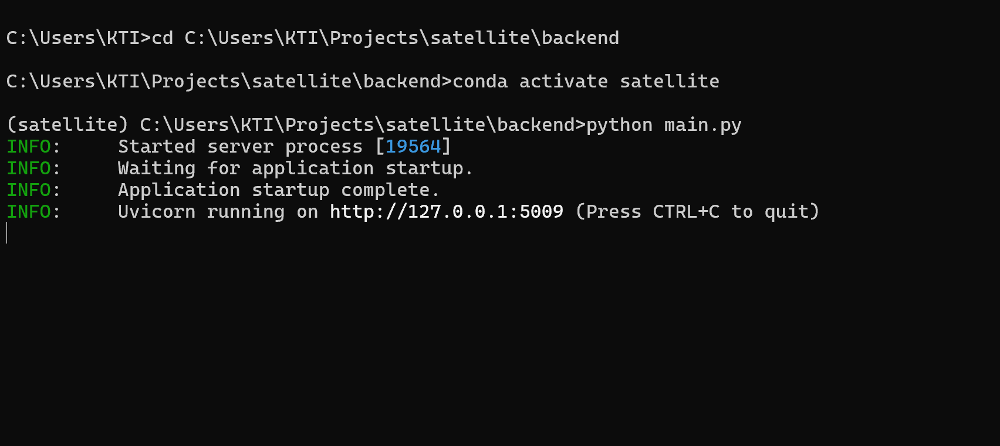 C:\Users\KTI>cd C:\Users\KTI\Projects\satellite\backend
C:\Users\KTI\Projects\satellite\backend>conda activate satellite
(satellite) C:\Users\KTI\Projects\satellite\backend>python main.py
INFO:     Started server process [19564]
INFO:     Waiting for application startup.
INFO:     Application startup complete.
INFO:     Uvicorn running on http://127.0.0.1:5009 (Press CTRL+C to quit)